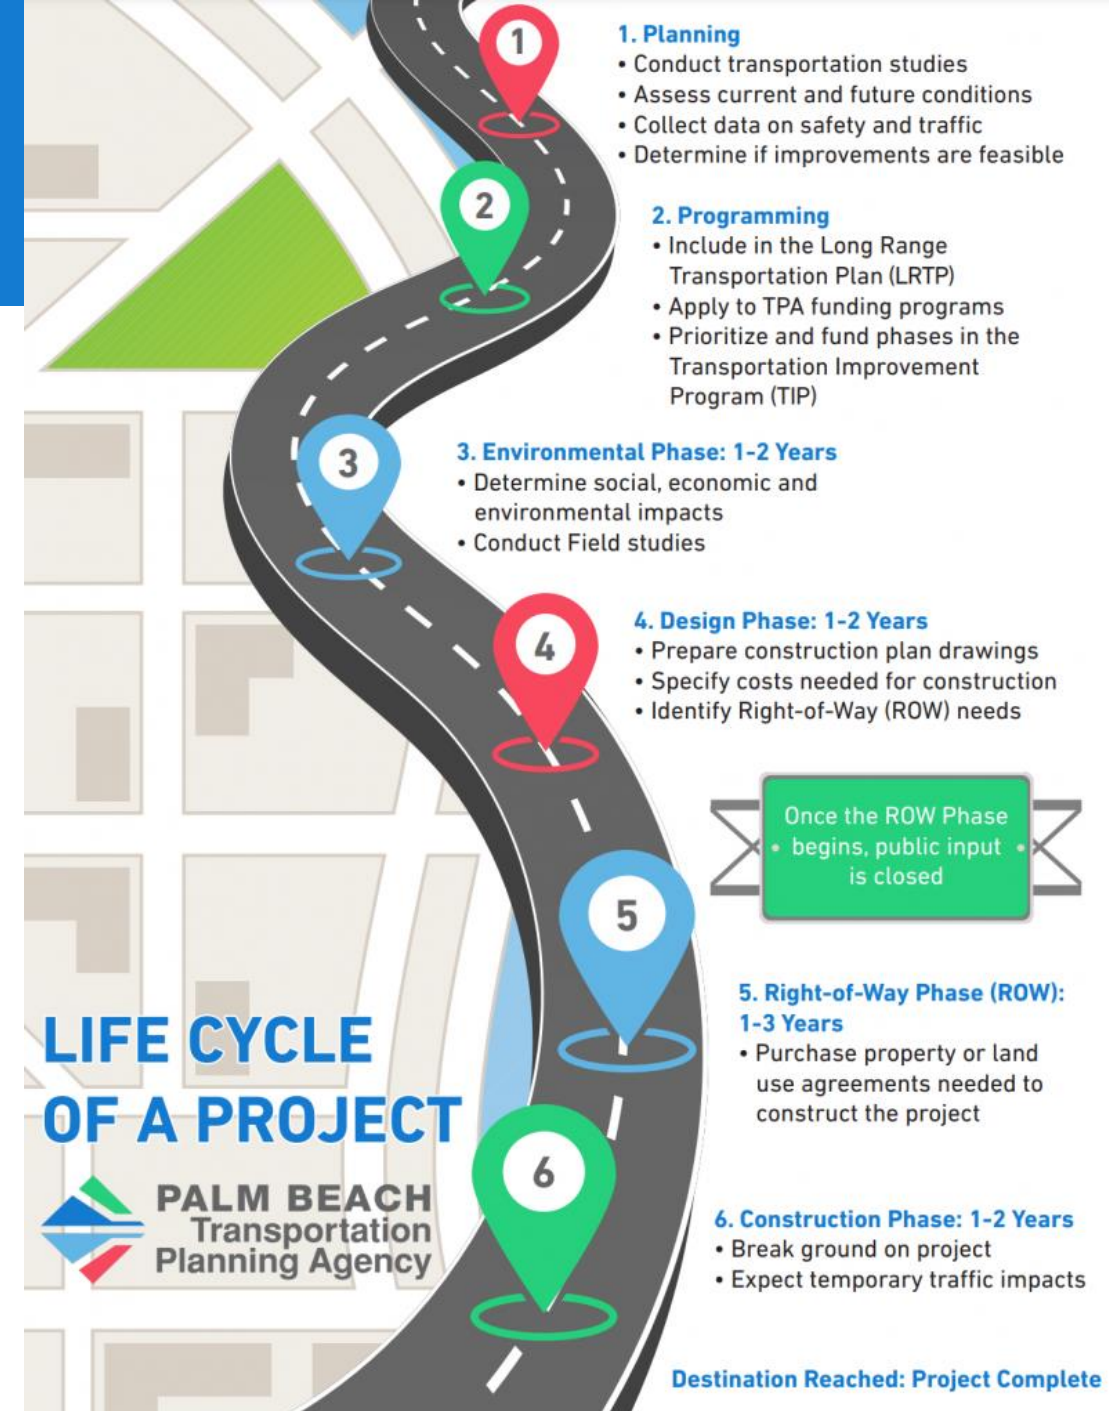 1
1. Planning
• Conduct transportation studies
• Assess current and future conditions
• Collect data on safety and traffic
• Determine if improvements are feasible
2
2. Programming
• Include in the Long Range
Transportation Plan (LRTP)
• Apply to TPA funding programs
• Prioritize and fund phases in the
Transportation Improvement
Program (TIP)
3
3. Environmental Phase: 1-2 Years
• Determine social, economic and
environmental impacts
• Conduct Field studies
4
4. Design Phase: 1-2 Years
• Prepare construction plan drawings
• Specify costs needed for construction
• Identify Right-of-Way (ROW) needs
Once the ROW Phase
begins, public input
is closed
5
5. Right-of-Way Phase (ROW):
1-3 Years
• Purchase property or land
use agreements needed to
construct the project
6
6. Construction Phase: 1-2 Years
• Break ground on project
• Expect temporary traffic impacts
Destination Reached: Project Complete
LIFE CYCLE
OF A PROJECT
PALM BEACH
Transportation
Planning Agency